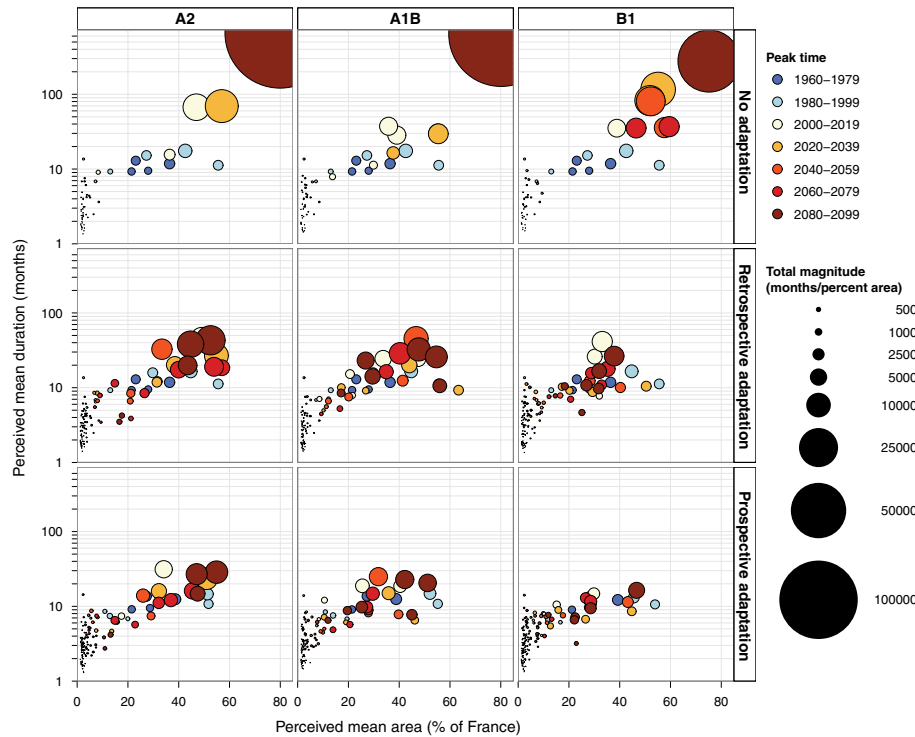 A2 A1B B1
Perceived mean duration (months)
100
10
1
No adaptation
100
10
1
Retrospective adaptation
100
10
1
Prospective adaptation
0 20 40 60 80 0 20 40 60 80 0 20 40 60 80
Perceived mean area (% of France)
Peak time
1960–1979
1980–1999
2000–2019
2020–2039
2040–2059
2060–2079
2080–2099
Total magnitude
(months/percent area)
500
1000
2500
5000
10000
25000
50000
100000